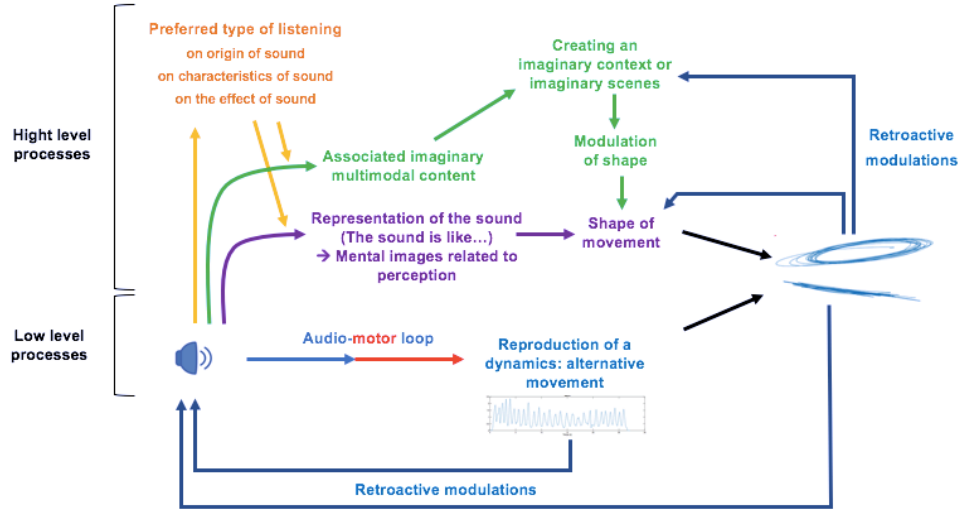 Preferred type of listening
on origin of sound
on characteristics of sound
on the effect of sound
Creating an
imaginary context or
imaginary scenes
Hight level
processes
Retroactive
modulations
Associated imaginary
multimodal content
Modulation
of shape
Representation of the sound
(The sound is like...)
→ Mental images related to
perception
Shape of
movement
Low level
processes
Audio-motor loop
Reproduction of a
dynamics: alternative
movement
Retroactive modulations